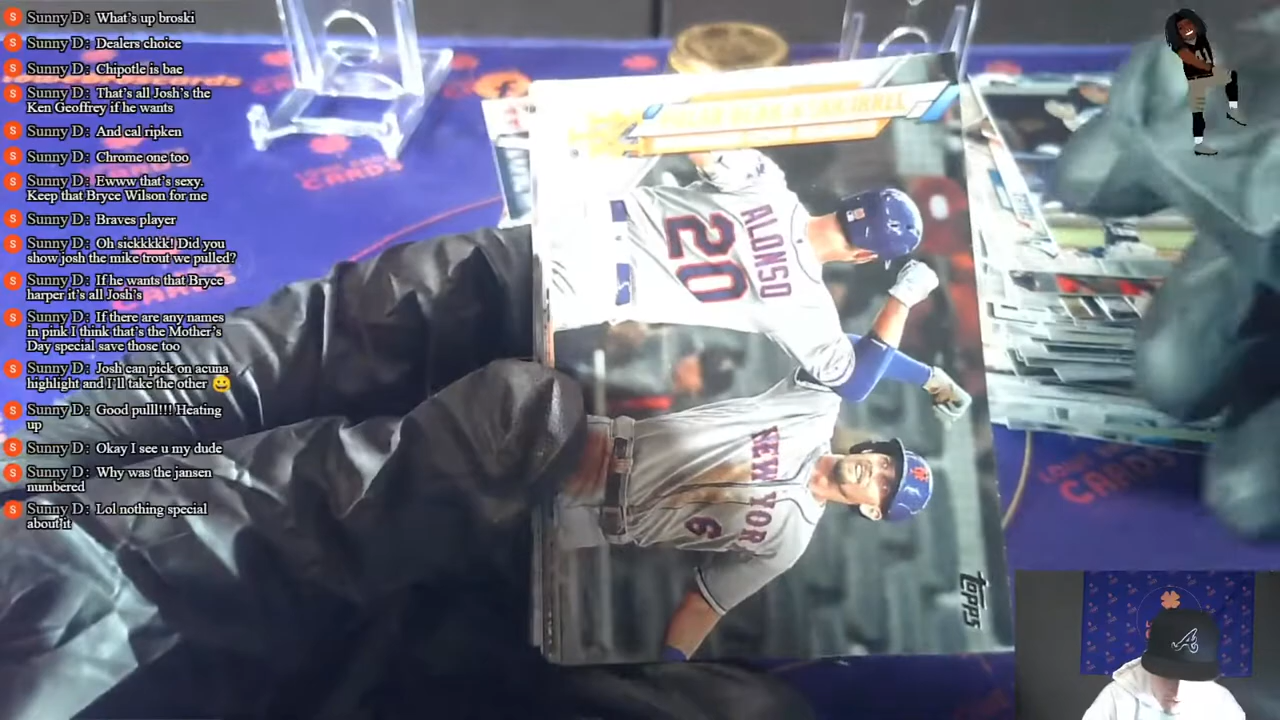 Sunny D: What's up broski
Sunny D: Dealers choice
Sunny D: Chipotle is bae
Sunny D: That's all Josh's the
Ken Geoffrey if he wants
Sunny D: And cal ripken
Sunny D: Chrome one too
Sunny D: Ewww that's sexy.
Keep that Bryce Wilson for me
Sunny D: Braves player
Sunny D: Oh sickkkkk! Did you
show josh the mike trout we pulled?
Sunny D: If he wants that Bryce
harper it's all Josh's
Sunny D: If there are any names
in pink I think that's the Mother's
Day special save those too
Sunny D: Josh can pick on acuna
highlight and I'll take the other 😀
Sunny D: Good pulll!!! Heating
up
Sunny D: Okay I see u my dude
Sunny D: Why was the jansen
numbered
Sunny D: Lol nothing special
about it
ALONSO
20
NEW YOR
6
topps
CARDS
CARDS
CARDS